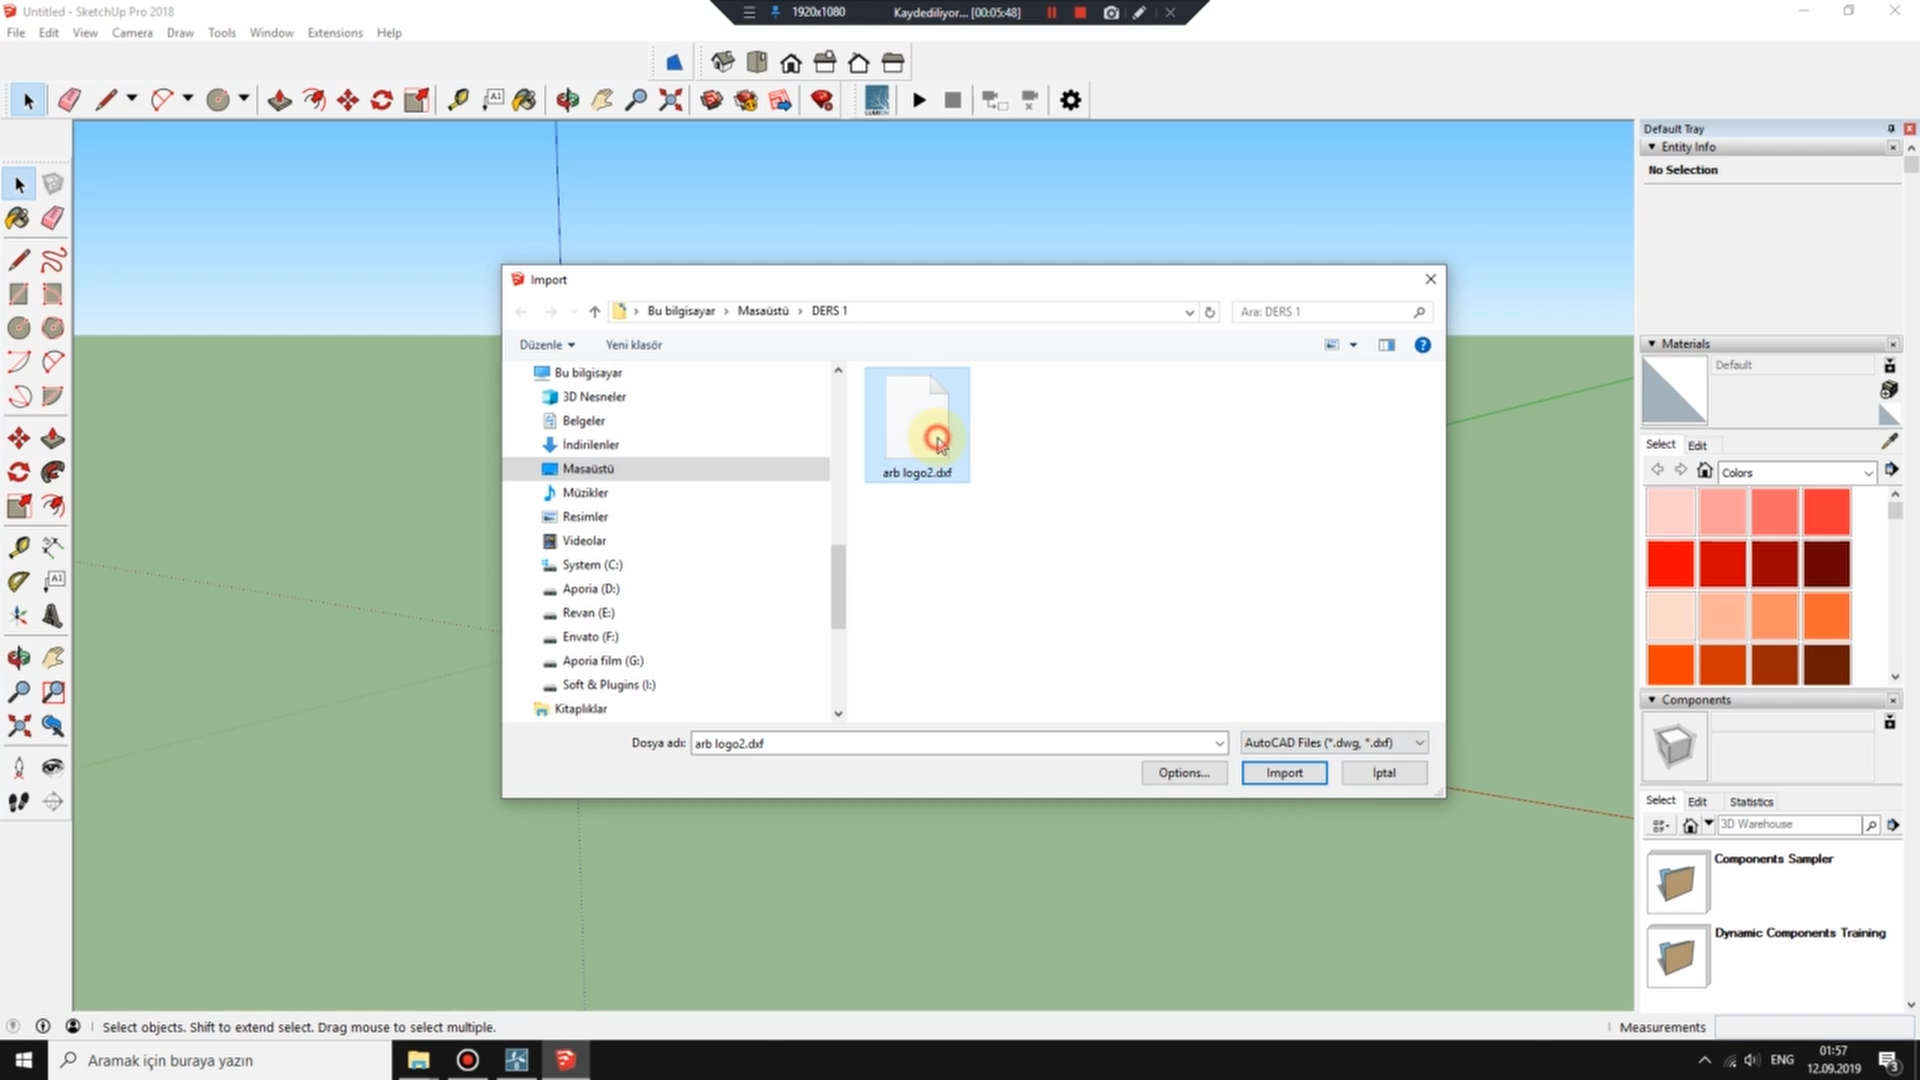 Untitled - SketchUp Pro 2018
1920x1080
Kaydediliyor... [00:05:48]
File Edit View Camera Draw Tools Window Extensions Help
A1
LUMION
Default Tray
Entity Info
No Selection
Import
Bu bilgisayar > Masaüstü > DERS 1
Ara: DERS 1
Düzenle
Yeni klasör
Bu bilgisayar
3D Nesneler
Belgeler
İndirilenler
Masaüstü
Müzikler
Resimler
Videolar
System (C:)
Aporia (D:)
Revan (E:)
Envato (F:)
Aporia film (G:)
Soft & Plugins (I:)
Kitaplıklar
arb logo2.dxf
Dosya adı:
arb logo2.dxf
AutoCAD Files (*.dwg, *.dxf)
Options...
Import
İptal
Materials
Default
Select Edit
Colors
Components
Select Edit Statistics
3D Warehouse
Components Sampler
Dynamic Components Training
A1
Select objects. Shift to extend select. Drag mouse to select multiple.
Measurements
Aramak için buraya yazın
ENG
01:57
12.09.2019
3